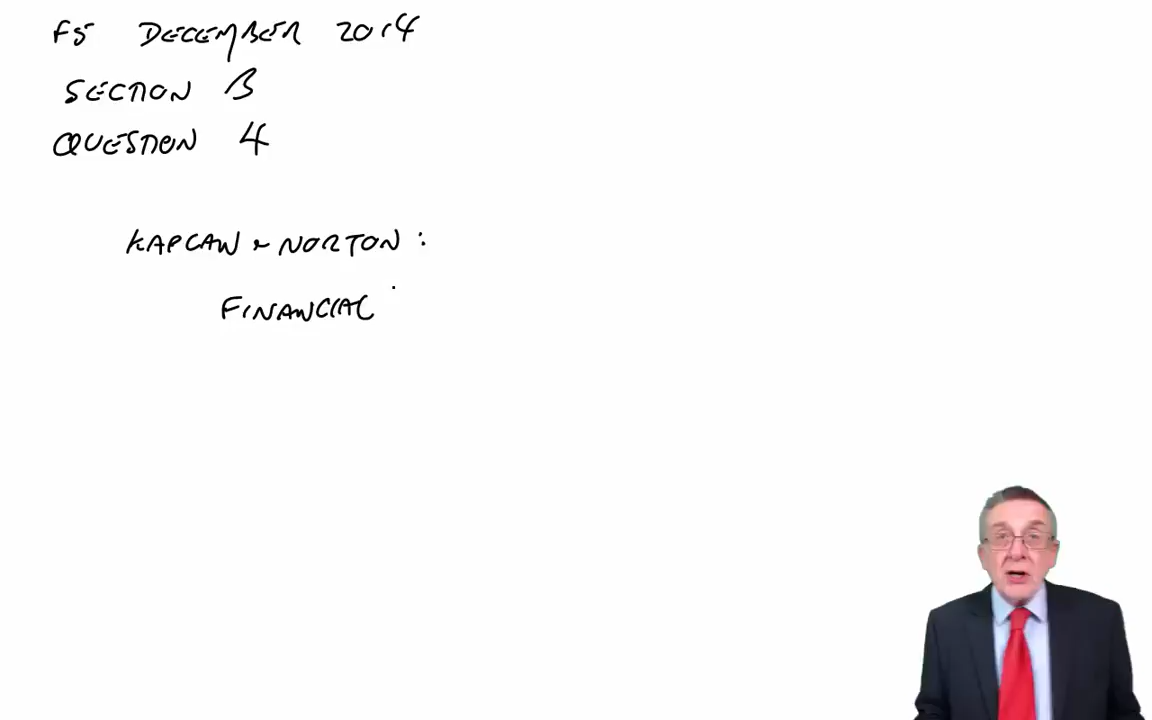 F5 DECEMBER 2014
SECTION B
QUESTION 4
KAPLAN & NORTON :
FINANCIAL